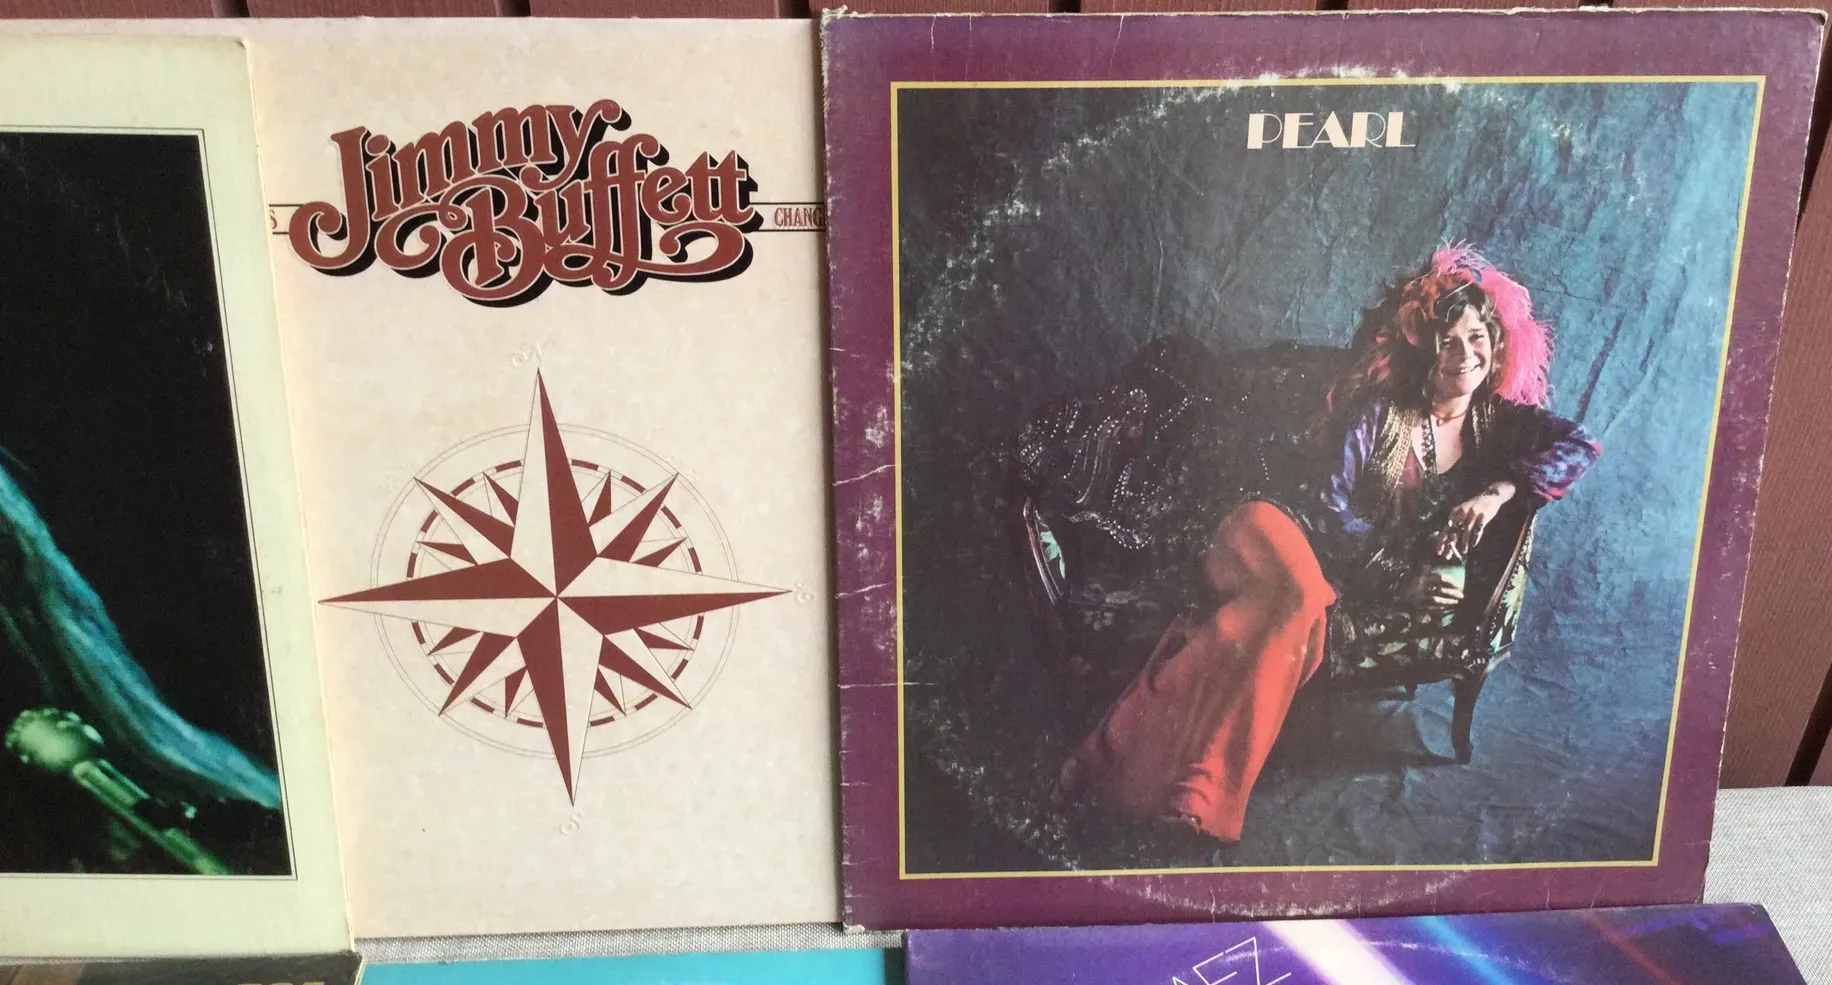 Jimmy
Buffett
S CHANG
N
PEARL